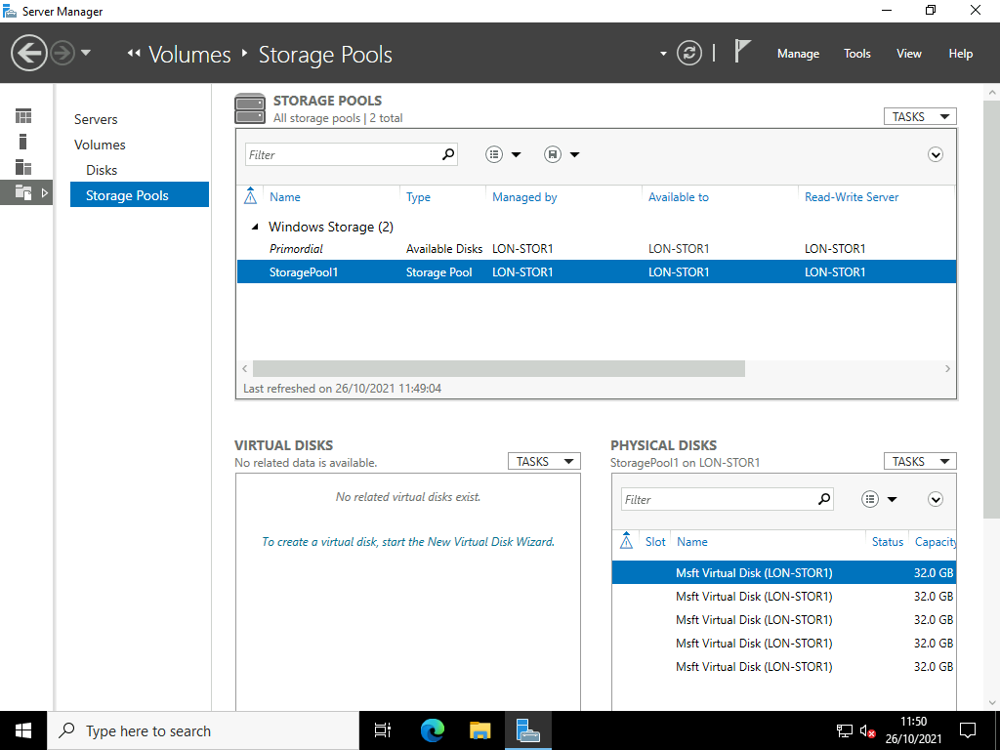 Server Manager
Volumes Storage Pools
Manage Tools View Help
Servers
Volumes
Disks
Storage Pools
STORAGE POOLS
All storage pools | 2 total
TASKS
Filter
Name Type Managed by Available to Read-Write Server
Windows Storage (2)
Primordial Available Disks LON-STOR1 LON-STOR1 LON-STOR1
StoragePool1 Storage Pool LON-STOR1 LON-STOR1 LON-STOR1
Last refreshed on 26/10/2021 11:49:04
VIRTUAL DISKS
No related data is available.
TASKS
No related virtual disks exist.
To create a virtual disk, start the New Virtual Disk Wizard.
PHYSICAL DISKS
StoragePool1 on LON-STOR1
TASKS
Filter
Slot Name Status Capacity
Msft Virtual Disk (LON-STOR1) 32.0 GB
Msft Virtual Disk (LON-STOR1) 32.0 GB
Msft Virtual Disk (LON-STOR1) 32.0 GB
Msft Virtual Disk (LON-STOR1) 32.0 GB
Msft Virtual Disk (LON-STOR1) 32.0 GB
Type here to search
11:50
26/10/2021